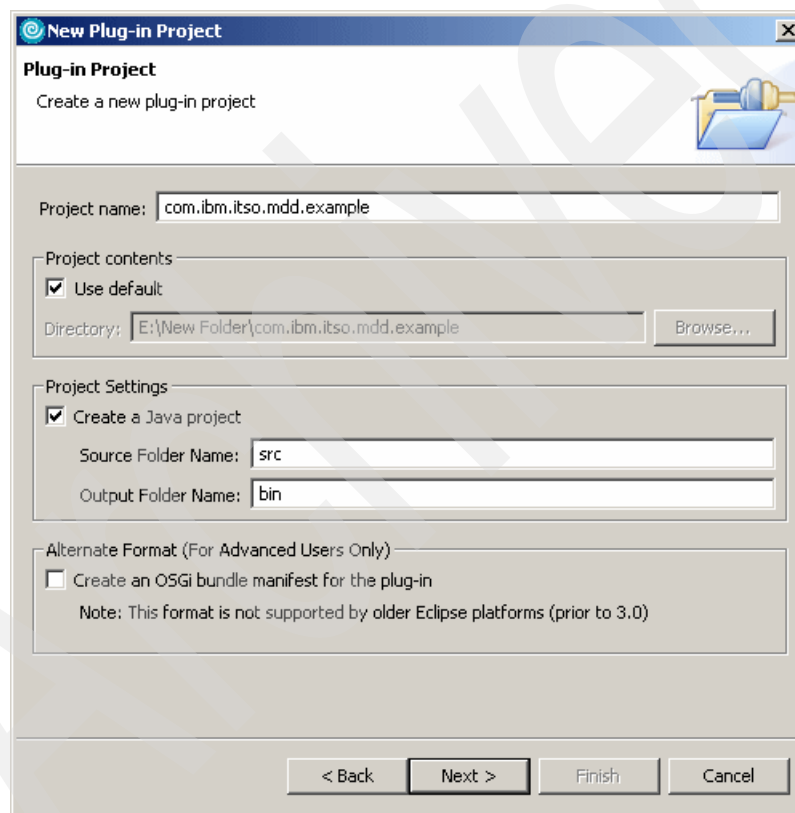 New Plug-in Project
Plug-in Project
Create a new plug-in project
Project name: com.ibm.itso.mdd.example
Project contents
Use default
Directory: E:\New Folder\com.ibm.itso.mdd.example Browse...
Project Settings
Create a Java project
Source Folder Name: src
Output Folder Name: bin
Alternate Format (For Advanced Users Only)
Create an OSGi bundle manifest for the plug-in
Note: This format is not supported by older Eclipse platforms (prior to 3.0)
< Back Next > Finish Cancel